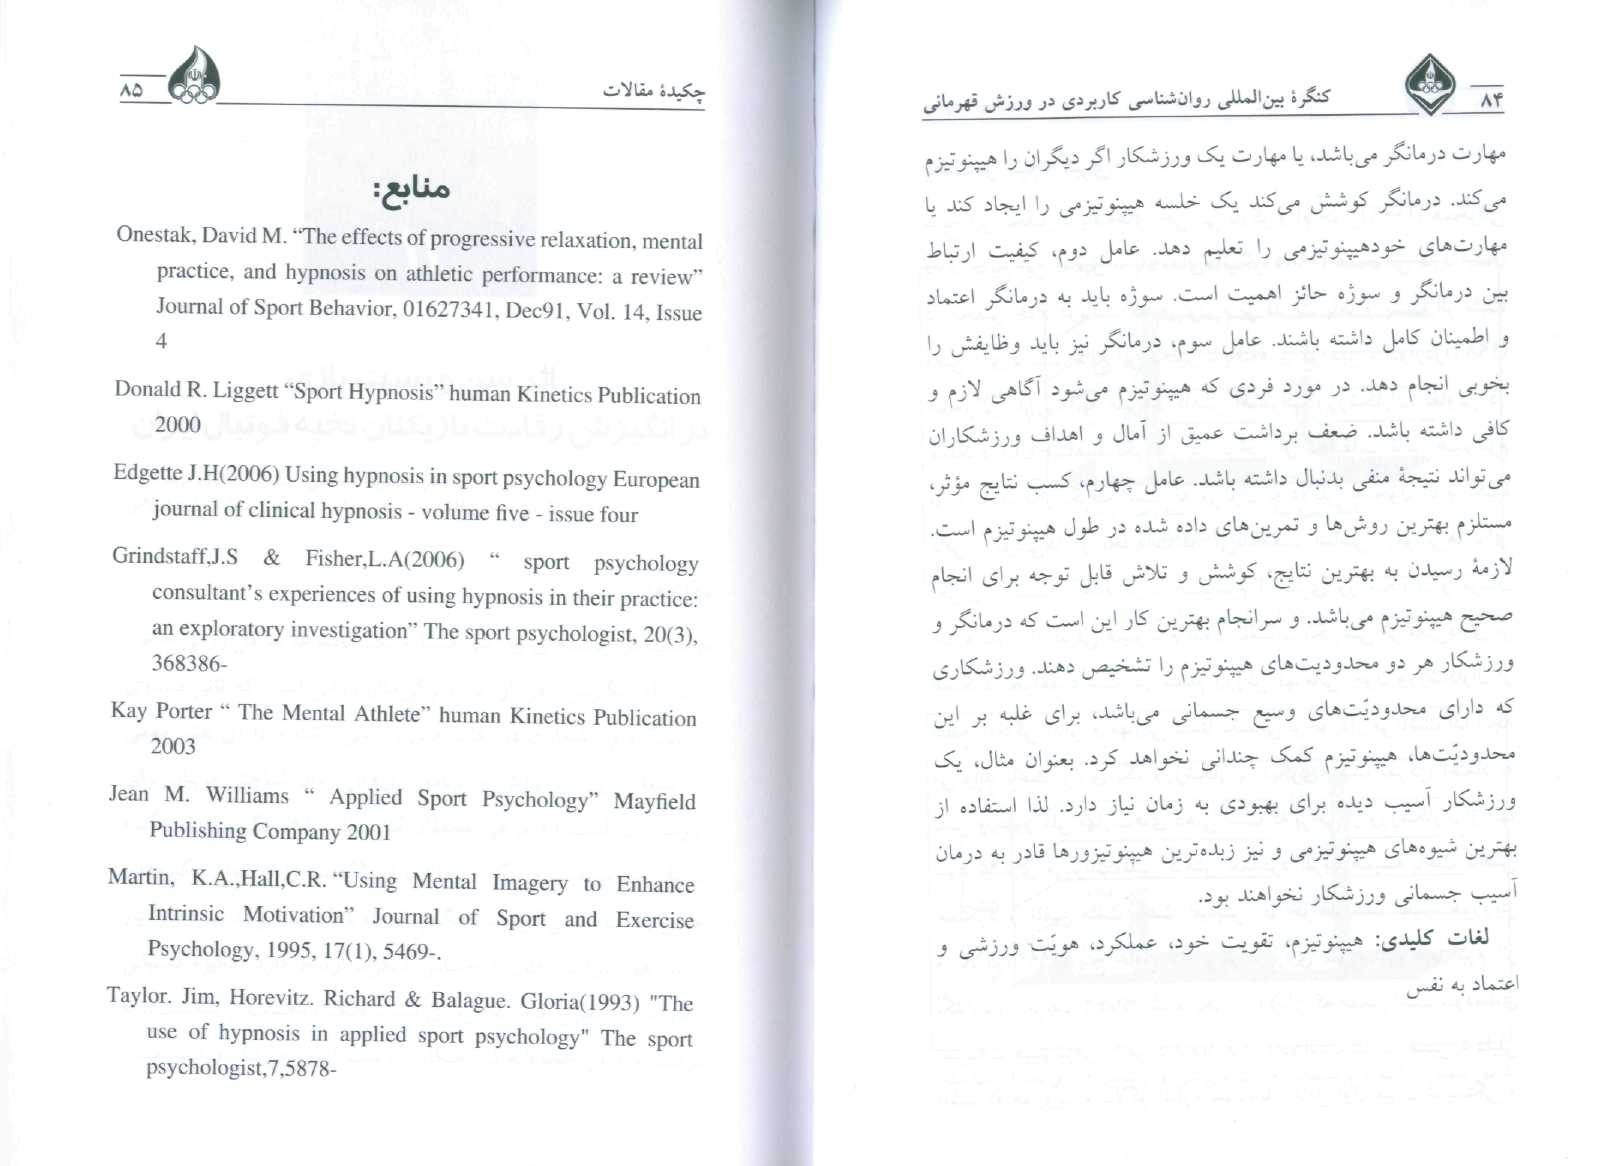 ۸۴
کنگرهٔ بین‌المللی روان‌شناسی کاربردی در ورزش قهرمانی
مهارت درمانگر می‌باشد، یا مهارت یک ورزشکار اگر دیگران را هیپنوتیزم
می‌کند. درمانگر کوشش می‌کند یک خلسه هیپنوتیزمی را ایجاد کند یا
مهارت‌های خودهیپنوتیزمی را تعلیم دهد. عامل دوم، کیفیت ارتباط
بین درمانگر و سوژه حائز اهمیت است. سوژه باید به درمانگر اعتماد
و اطمینان کامل داشته باشند. عامل سوم، درمانگر نیز باید وظایفش را
بخوبی انجام دهد. در مورد فردی که هیپنوتیزم می‌شود آگاهی لازم و
کافی داشته باشد. ضعف برداشت عمیق از آمال و اهداف ورزشکاران
می‌تواند نتیجهٔ منفی بدنبال داشته باشد. عامل چهارم، کسب نتایج مؤثر،
مستلزم بهترین روش‌ها و تمرین‌های داده شده در طول هیپنوتیزم است.
لازمهٔ رسیدن به بهترین نتایج، کوشش و تلاش قابل توجه برای انجام
صحیح هیپنوتیزم می‌باشد. و سرانجام بهترین کار این است که درمانگر و
ورزشکار هر دو محدودیت‌های هیپنوتیزم را تشخیص دهند. ورزشکاری
که دارای محدودیّت‌های وسیع جسمانی می‌باشد، برای غلبه بر این
محدودیّت‌ها، هیپنوتیزم کمک چندانی نخواهد کرد. بعنوان مثال، یک
ورزشکار آسیب دیده برای بهبودی به زمان نیاز دارد. لذا استفاده از
بهترین شیوه‌های هیپنوتیزمی و نیز زبده‌ترین هیپنوتیزورها قادر به درمان
آسیب جسمانی ورزشکار نخواهند بود.
لغات کلیدی: هیپنوتیزم، تقویت خود، عملکرد، هویّت ورزشی و
اعتماد به نفس
چکیدهٔ مقالات
۸۵
منابع:
Onestak, David M. “The effects of progressive relaxation, mental
practice, and hypnosis on athletic performance: a review”
Journal of Sport Behavior, 01627341, Dec91, Vol. 14, Issue
4
Donald R. Liggett “Sport Hypnosis” human Kinetics Publication
2000
Edgette J.H(2006) Using hypnosis in sport psychology European
journal of clinical hypnosis - volume five - issue four
Grindstaff,J.S & Fisher,L.A(2006) “ sport psychology
consultant’s experiences of using hypnosis in their practice:
an exploratory investigation” The sport psychologist, 20(3),
368386-
Kay Porter “ The Mental Athlete” human Kinetics Publication
2003
Jean M. Williams “ Applied Sport Psychology” Mayfield
Publishing Company 2001
Martin, K.A.,Hall,C.R. “Using Mental Imagery to Enhance
Intrinsic Motivation” Journal of Sport and Exercise
Psychology, 1995, 17(1), 5469-.
Taylor. Jim, Horevitz. Richard & Balague. Gloria(1993) "The
use of hypnosis in applied sport psychology" The sport
psychologist,7,5878-